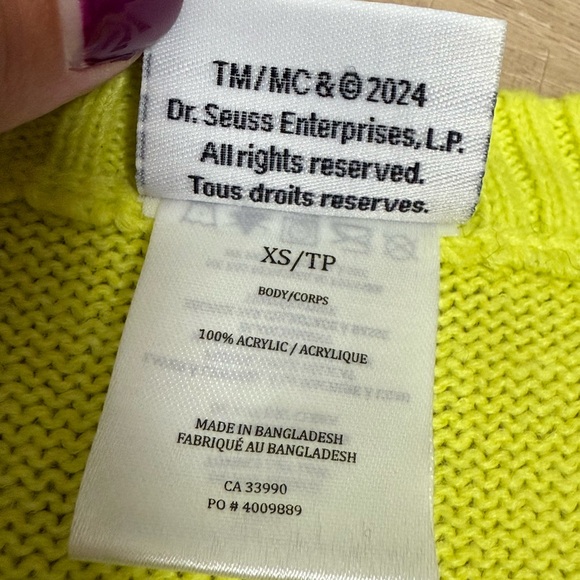 TM/MC & © 2024
Dr. Seuss Enterprises, L.P.
All rights reserved.
Tous droits reserves.
XS/TP
BODY/CORPS
100% ACRYLIC / ACRYLIQUE
MADE IN BANGLADESH
FABRIQUÉ AU BANGLADESH
CA 33990
PO # 4009889